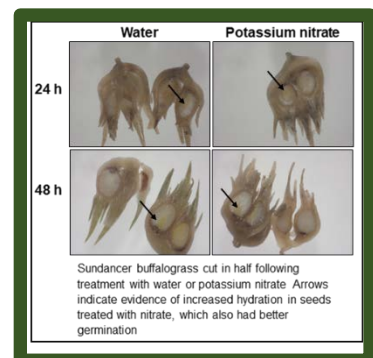 Water Potassium nitrate
24 h
48 h
Sundancer buffalograss cut in half following
treatment with water or potassium nitrate Arrows
indicate evidence of increased hydration in seeds
treated with nitrate, which also had better
germination